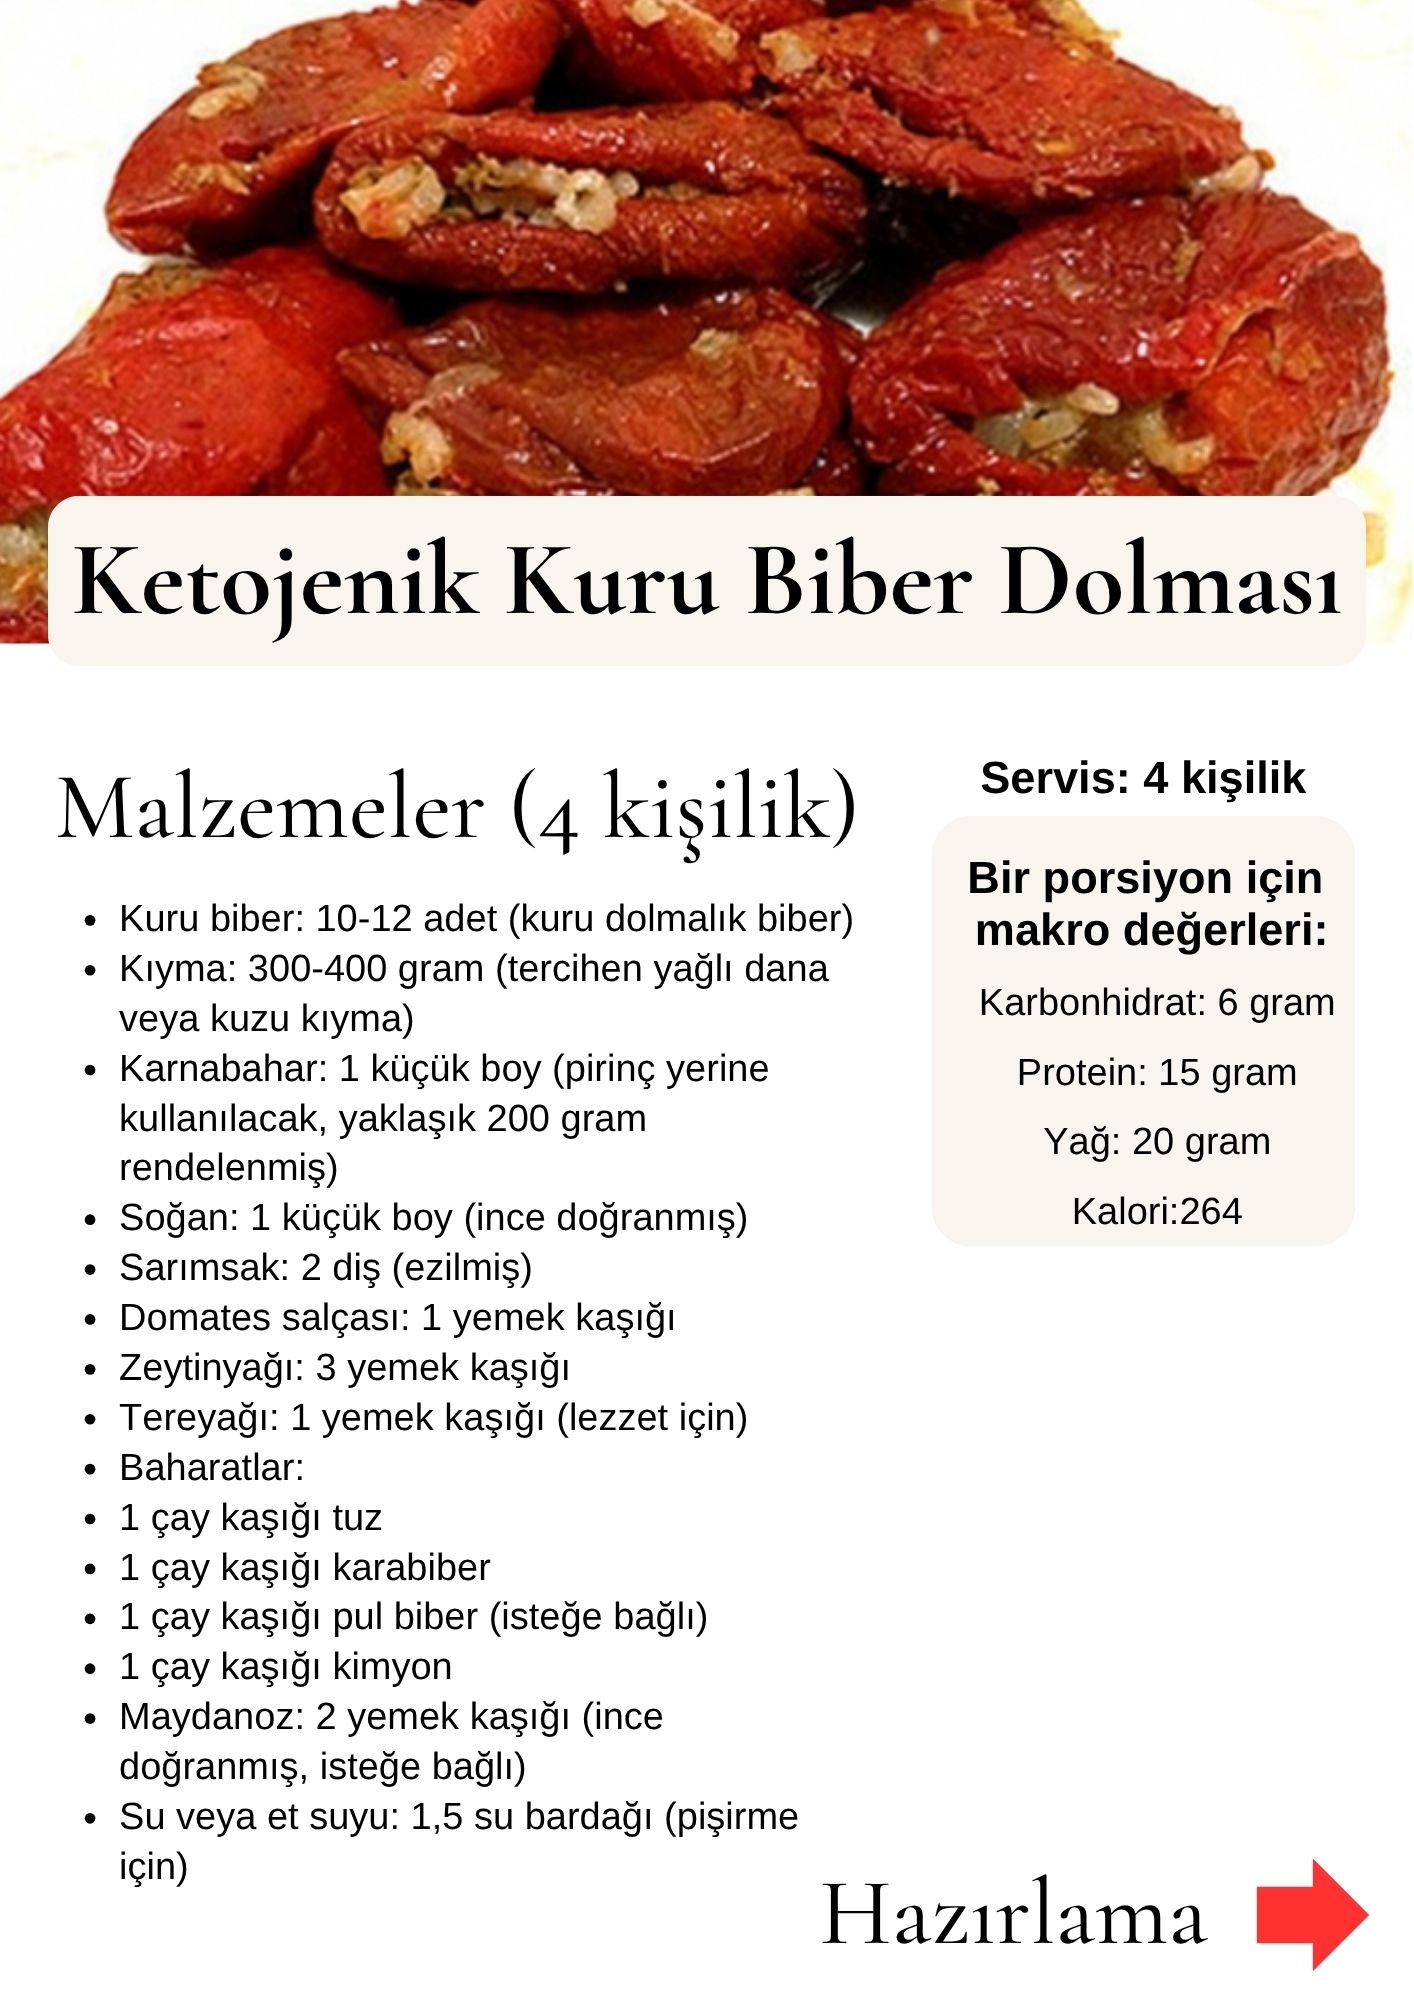 Ketojenik Kuru Biber Dolması
Malzemeler (4 kişilik)
• Kuru biber: 10-12 adet (kuru dolmalık biber)
• Kıyma: 300-400 gram (tercihen yağlı dana
veya kuzu kıyma)
• Karnabahar: 1 küçük boy (pirinç yerine
kullanılacak, yaklaşık 200 gram
rendelenmiş)
• Soğan: 1 küçük boy (ince doğranmış)
• Sarımsak: 2 diş (ezilmiş)
• Domates salçası: 1 yemek kaşığı
• Zeytinyağı: 3 yemek kaşığı
• Tereyağı: 1 yemek kaşığı (lezzet için)
• Baharatlar:
• 1 çay kaşığı tuz
• 1 çay kaşığı karabiber
• 1 çay kaşığı pul biber (isteğe bağlı)
• 1 çay kaşığı kimyon
• Maydanoz: 2 yemek kaşığı (ince
doğranmış, isteğe bağlı)
• Su veya et suyu: 1,5 su bardağı (pişirme
için)
Servis: 4 kişilik
Bir porsiyon için
makro değerleri:
Karbonhidrat: 6 gram
Protein: 15 gram
Yağ: 20 gram
Kalori:264
Hazırlama